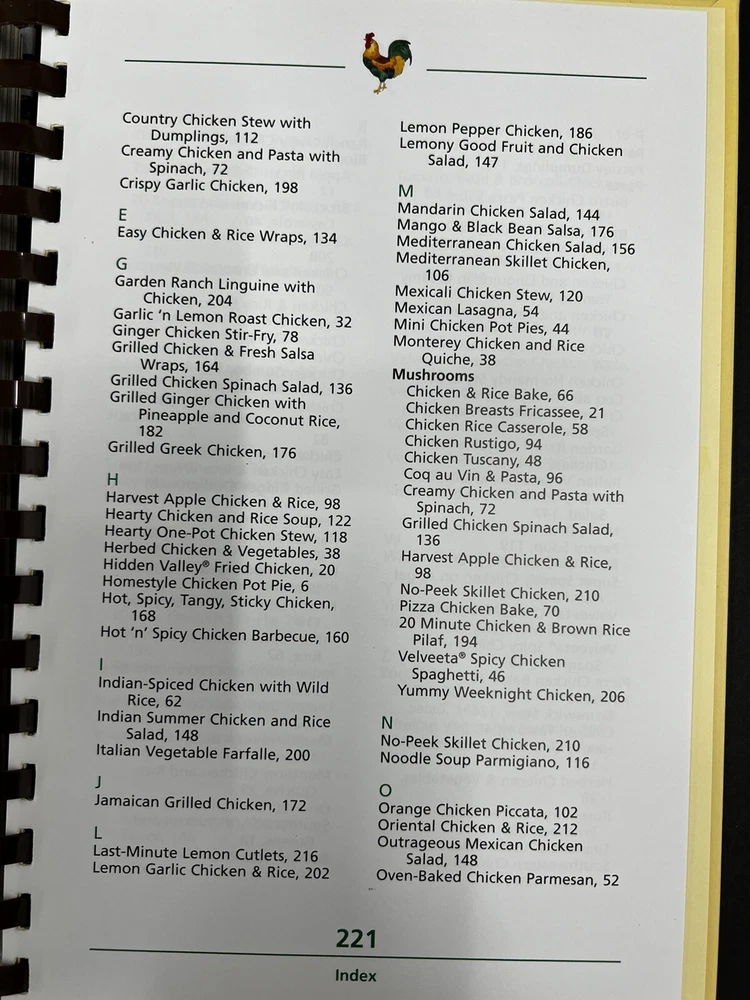 Country Chicken Stew with
Dumplings, 112
Creamy Chicken and Pasta with
Spinach, 72
Crispy Garlic Chicken, 198
E
Easy Chicken & Rice Wraps, 134
G
Garden Ranch Linguine with
Chicken, 204
Garlic ‘n Lemon Roast Chicken, 32
Ginger Chicken Stir-Fry, 78
Grilled Chicken & Fresh Salsa
Wraps, 164
Grilled Chicken Spinach Salad, 136
Grilled Ginger Chicken with
Pineapple and Coconut Rice,
182
Grilled Greek Chicken, 176
H
Harvest Apple Chicken & Rice, 98
Hearty Chicken and Rice Soup, 122
Hearty One-Pot Chicken Stew, 118
Herbed Chicken & Vegetables, 38
Hidden Valley® Fried Chicken, 20
Homestyle Chicken Pot Pie, 6
Hot, Spicy, Tangy, Sticky Chicken,
168
Hot ‘n’ Spicy Chicken Barbecue, 160
I
Indian-Spiced Chicken with Wild
Rice, 62
Indian Summer Chicken and Rice
Salad, 148
Italian Vegetable Farfalle, 200
J
Jamaican Grilled Chicken, 172
L
Last-Minute Lemon Cutlets, 216
Lemon Garlic Chicken & Rice, 202
Lemon Pepper Chicken, 186
Lemony Good Fruit and Chicken
Salad, 147
M
Mandarin Chicken Salad, 144
Mango & Black Bean Salsa, 176
Mediterranean Chicken Salad, 156
Mediterranean Skillet Chicken,
106
Mexicali Chicken Stew, 120
Mexican Lasagna, 54
Mini Chicken Pot Pies, 44
Monterey Chicken and Rice
Quiche, 38
Mushrooms
Chicken & Rice Bake, 66
Chicken Breasts Fricassee, 21
Chicken Rice Casserole, 58
Chicken Rustigo, 94
Chicken Tuscany, 48
Coq au Vin & Pasta, 96
Creamy Chicken and Pasta with
Spinach, 72
Grilled Chicken Spinach Salad,
136
Harvest Apple Chicken & Rice,
98
No-Peek Skillet Chicken, 210
Pizza Chicken Bake, 70
20 Minute Chicken & Brown Rice
Pilaf, 194
Velveeta® Spicy Chicken
Spaghetti, 46
Yummy Weeknight Chicken, 206
N
No-Peek Skillet Chicken, 210
Noodle Soup Parmigiano, 116
O
Orange Chicken Piccata, 102
Oriental Chicken & Rice, 212
Outrageous Mexican Chicken
Salad, 148
Oven-Baked Chicken Parmesan, 52
221
Index